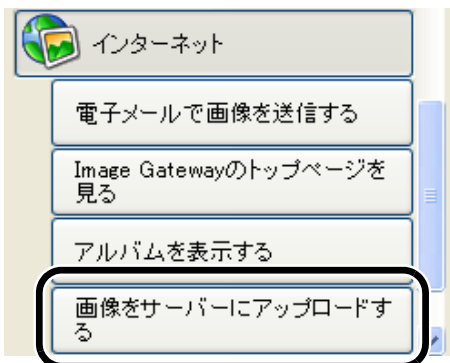 インターネット
電子メールで画像を送信する
Image Gatewayのトップページを
見る
アルバムを表示する
画像をサーバーにアップロードす
る